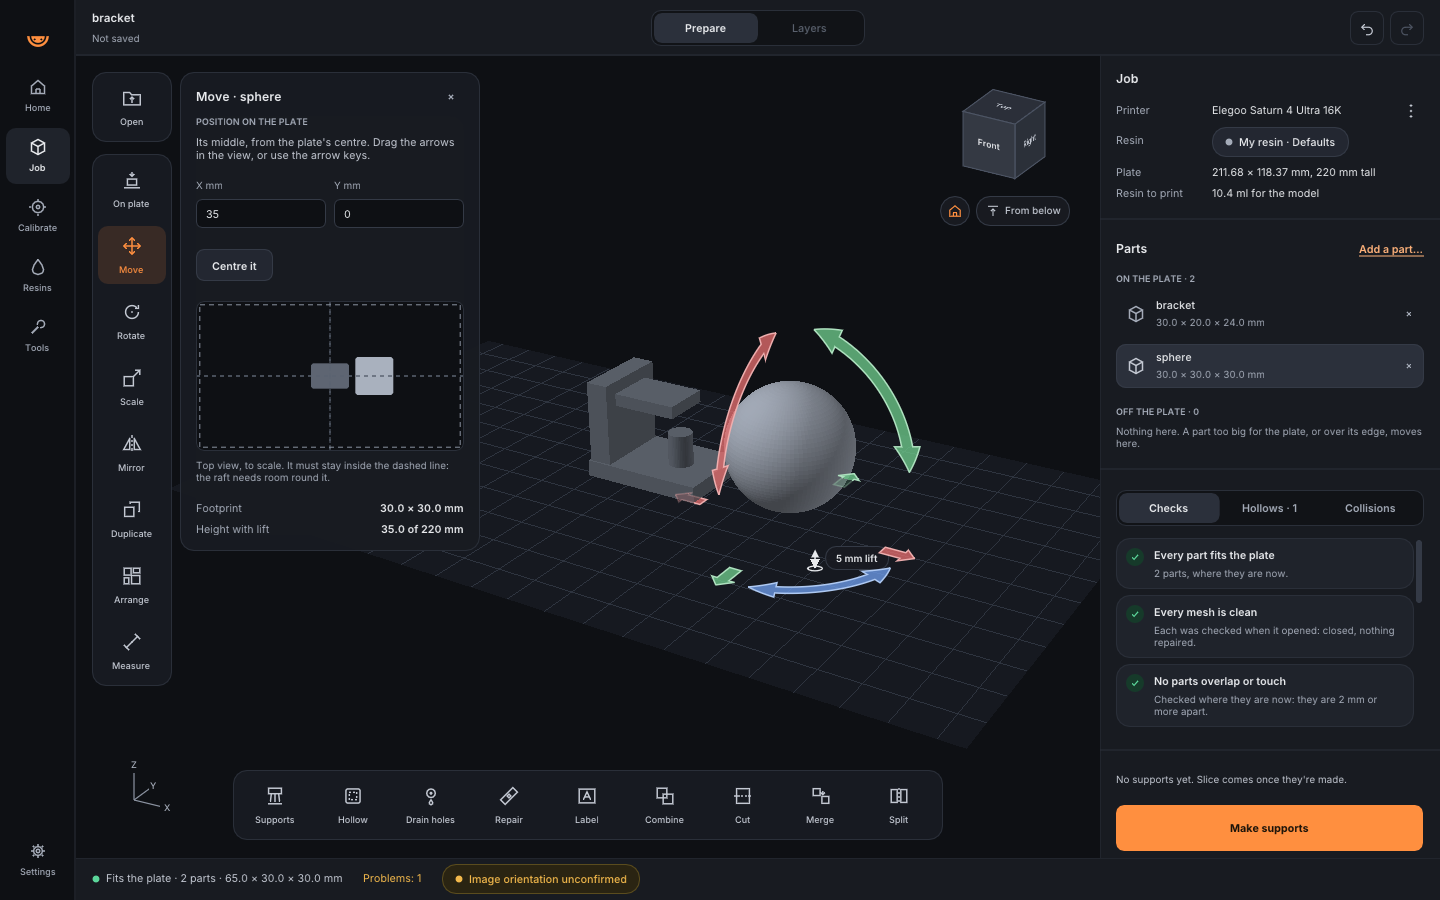 bracket
Not saved
Prepare
Layers
Home
Job
Calibrate
Resins
Tools
Settings
Open
On plate
Move
Rotate
Scale
Mirror
Duplicate
Arrange
Measure
Move · sphere
×
POSITION ON THE PLATE
Its middle, from the plate's centre. Drag the arrows
in the view, or use the arrow keys.
X mm
Y mm
35
0
Centre it
Top view, to scale. It must stay inside the dashed line:
the raft needs room round it.
Footprint
30.0 × 30.0 mm
Height with lift
35.0 of 220 mm
Top
Front
Right
From below
5 mm lift
Z
Y
X
Supports
Hollow
Drain holes
Repair
Label
Combine
Cut
Merge
Split
Job
Printer
Elegoo Saturn 4 Ultra 16K
Resin
My resin · Defaults
Plate
211.68 × 118.37 mm, 220 mm tall
Resin to print
10.4 ml for the model
Parts
Add a part...
ON THE PLATE · 2
bracket
30.0 × 20.0 × 24.0 mm
×
sphere
30.0 × 30.0 × 30.0 mm
×
OFF THE PLATE · 0
Nothing here. A part too big for the plate, or over its edge, moves
here.
Checks
Hollows · 1
Collisions
Every part fits the plate
2 parts, where they are now.
Every mesh is clean
Each was checked when it opened: closed, nothing
repaired.
No parts overlap or touch
Checked where they are now: they are 2 mm or
more apart.
No supports yet. Slice comes once they're made.
Make supports
Fits the plate · 2 parts · 65.0 × 30.0 × 30.0 mm
Problems: 1
Image orientation unconfirmed